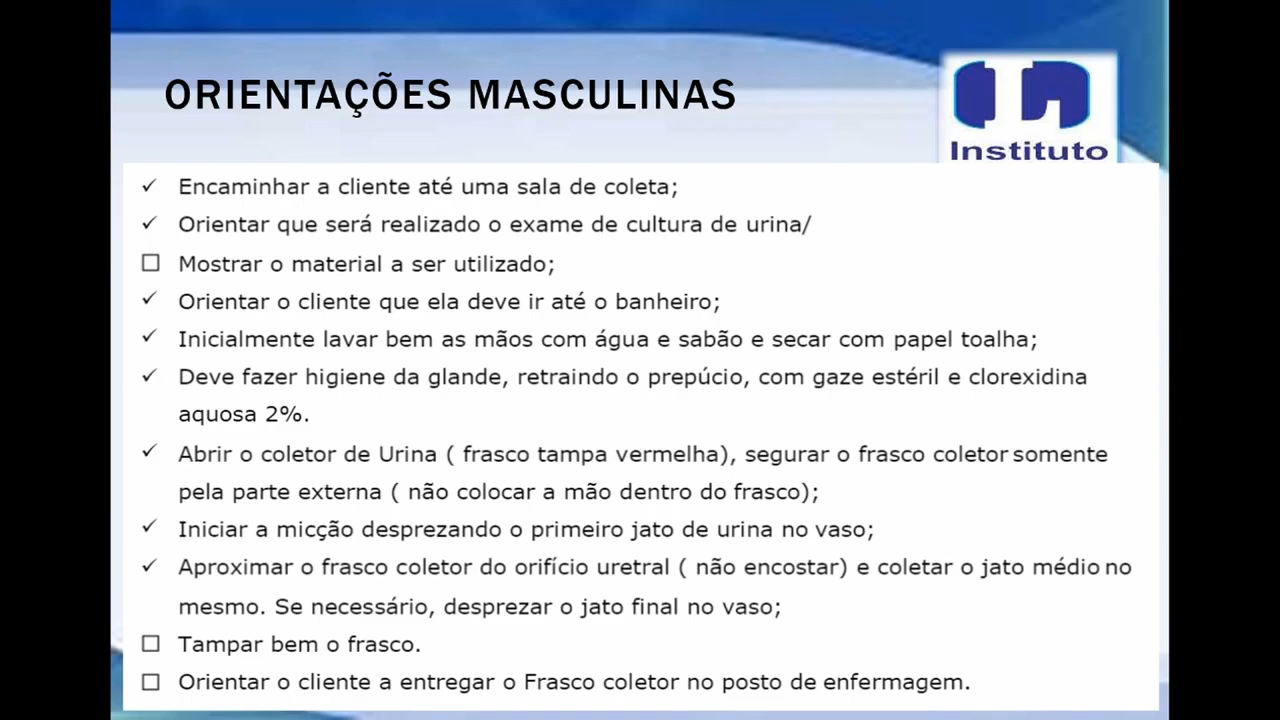 ORIENTAÇÕES MASCULINAS
Instituto
✓ Encaminhar a cliente até uma sala de coleta;
✓ Orientar que será realizado o exame de cultura de urina/
☐ Mostrar o material a ser utilizado;
✓ Orientar o cliente que ela deve ir até o banheiro;
✓ Inicialmente lavar bem as mãos com água e sabão e secar com papel toalha;
✓ Deve fazer higiene da glande, retraindo o prepúcio, com gaze estéril e clorexidina
aquosa 2%.
✓ Abrir o coletor de Urina ( frasco tampa vermelha), segurar o frasco coletor somente
pela parte externa ( não colocar a mão dentro do frasco);
✓ Iniciar a micção desprezando o primeiro jato de urina no vaso;
✓ Aproximar o frasco coletor do orifício uretral ( não encostar) e coletar o jato médio no
mesmo. Se necessário, desprezar o jato final no vaso;
☐ Tampar bem o frasco.
☐ Orientar o cliente a entregar o Frasco coletor no posto de enfermagem.